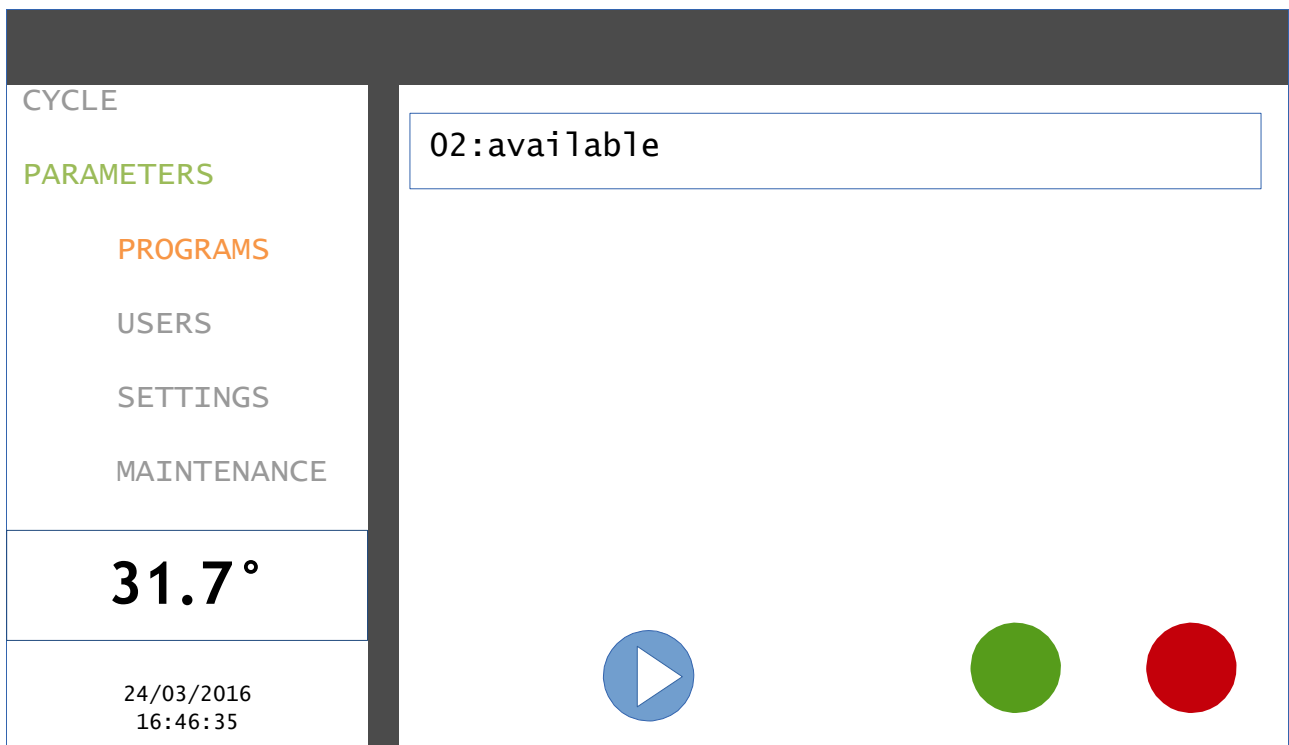 CYCLE
PARAMETERS
PROGRAMS
USERS
SETTINGS
MAINTENANCE
31.7°
24/03/2016
16:46:35
02:available